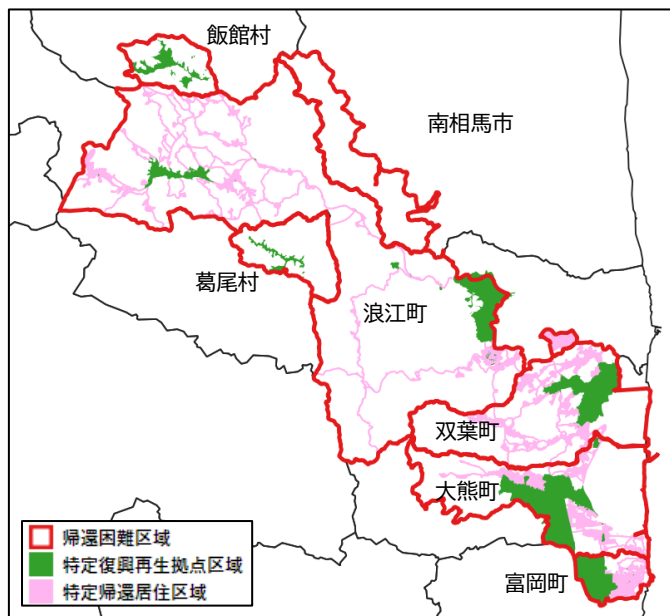 飯館村
南相馬市
葛尾村
浪江町
双葉町
大熊町
富岡町
帰還困難区域
特定復興再生拠点区域
特定帰還居住区域